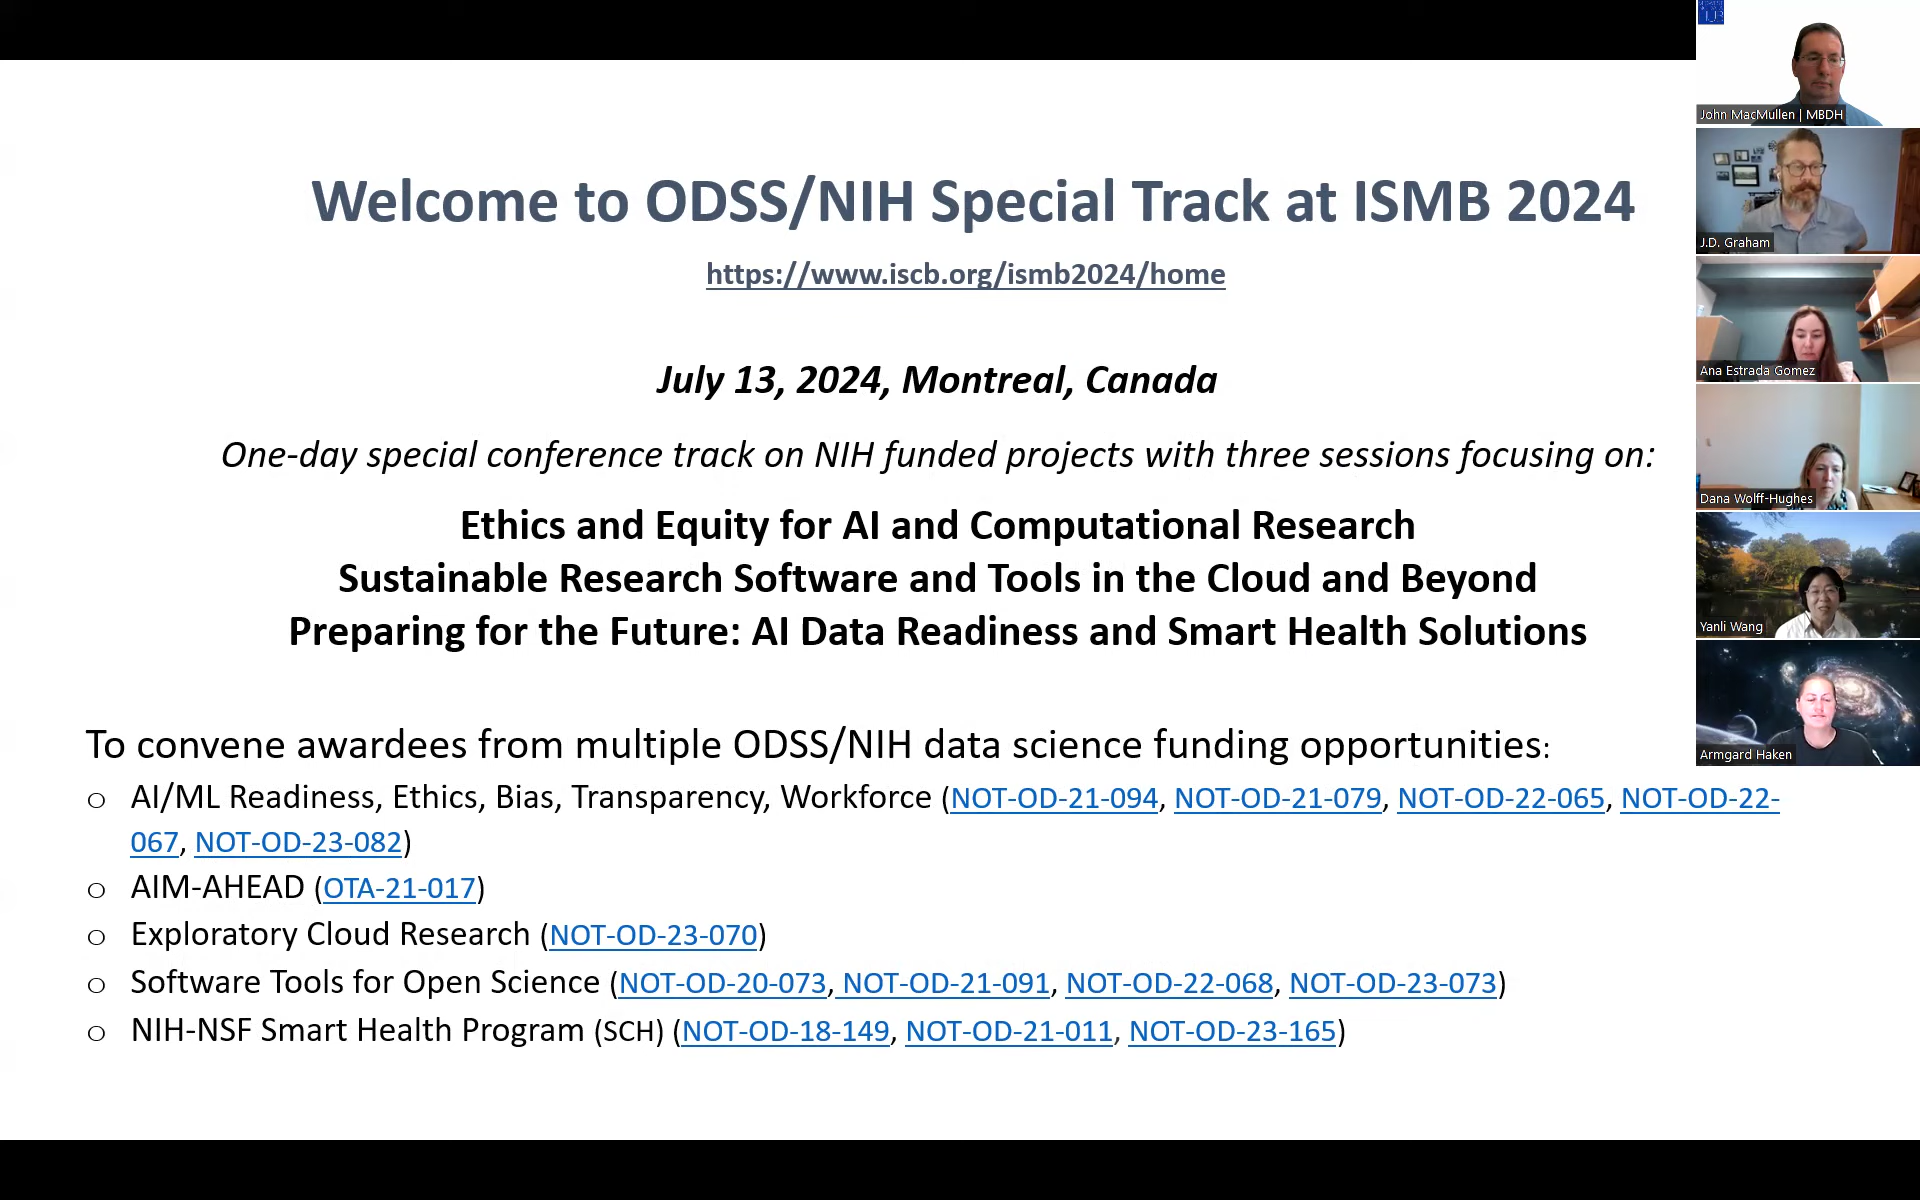 Welcome to ODSS/NIH Special Track at ISMB 2024
https://www.iscb.org/ismb2024/home
July 13, 2024, Montreal, Canada
One-day special conference track on NIH funded projects with three sessions focusing on:
Ethics and Equity for AI and Computational Research
Sustainable Research Software and Tools in the Cloud and Beyond
Preparing for the Future: AI Data Readiness and Smart Health Solutions
To convene awardees from multiple ODSS/NIH data science funding opportunities:
o AI/ML Readiness, Ethics, Bias, Transparency, Workforce (NOT-OD-21-094, NOT-OD-21-079, NOT-OD-22-065, NOT-OD-22-
067, NOT-OD-23-082)
o AIM-AHEAD (OTA-21-017)
o Exploratory Cloud Research (NOT-OD-23-070)
o Software Tools for Open Science (NOT-OD-20-073, NOT-OD-21-091, NOT-OD-22-068, NOT-OD-23-073)
o NIH-NSF Smart Health Program (SCH) (NOT-OD-18-149, NOT-OD-21-011, NOT-OD-23-165)
John MacMullen | MBDH
J.D. Graham
Ana Estrada Gomez
Dana Wolff-Hughes
Yanli Wang
Armgard Haken